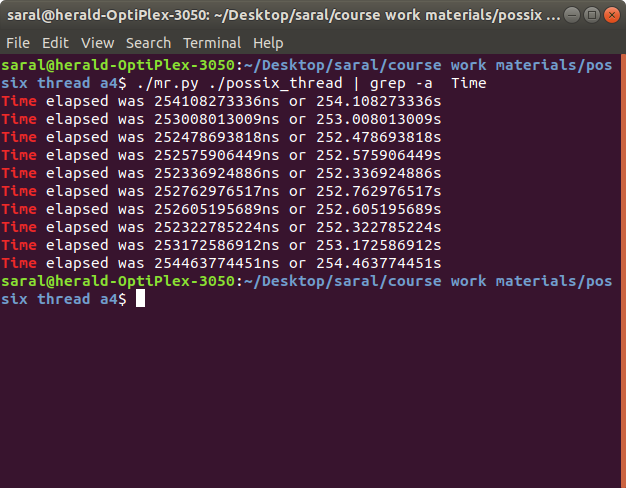 saral@herald-OptiPlex-3050: ~/Desktop/saral/course work materials/possix ...
File Edit View Search Terminal Help
saral@herald-OptiPlex-3050:~/Desktop/saral/course work materials/pos
six thread a4$ ./mr.py ./possix_thread | grep -a  Time
Time elapsed was 254108273336ns or 254.108273336s
Time elapsed was 253008013009ns or 253.008013009s
Time elapsed was 252478693818ns or 252.478693818s
Time elapsed was 252575906449ns or 252.575906449s
Time elapsed was 252336924886ns or 252.336924886s
Time elapsed was 252762976517ns or 252.762976517s
Time elapsed was 252605195689ns or 252.605195689s
Time elapsed was 252322785224ns or 252.322785224s
Time elapsed was 253172586912ns or 253.172586912s
Time elapsed was 254463774451ns or 254.463774451s
saral@herald-OptiPlex-3050:~/Desktop/saral/course work materials/pos
six thread a4$